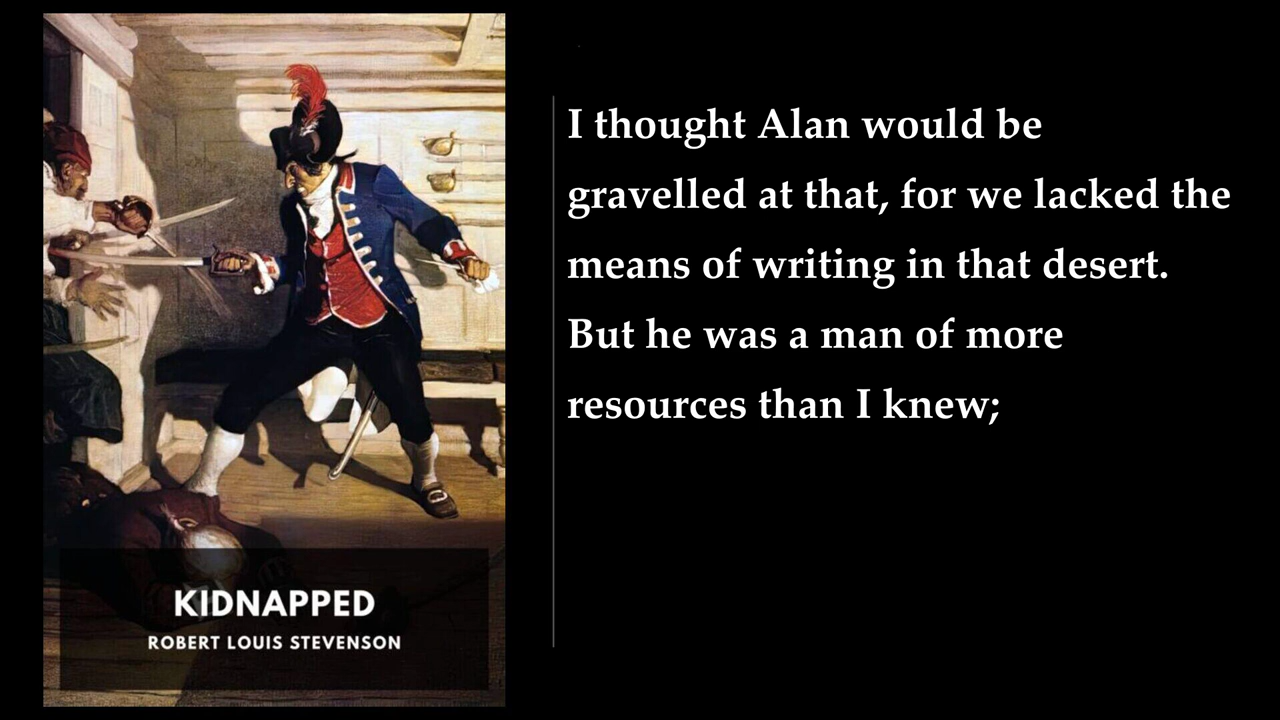 I thought Alan would be
gravelled at that, for we lacked the
means of writing in that desert.
But he was a man of more
resources than I knew;
KIDNAPPED
ROBERT LOUIS STEVENSON